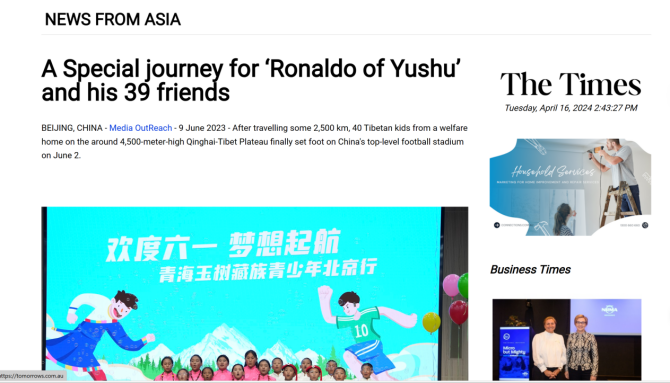 NEWS FROM ASIA
A Special journey for ‘Ronaldo of Yushu’
and his 39 friends
BEIJING, CHINA - Media OutReach - 9 June 2023 - After travelling some 2,500 km, 40 Tibetan kids from a welfare
home on the around 4,500-meter-high Qinghai-Tibet Plateau finally set foot on China's top-level football stadium
on June 2.
欢度六一 梦想起航
青海玉树藏族青少年北京行
10
The Times
Tuesday, April 16, 2024 2:43:27 PM
Household Services
Business Times
https://tomorrows.com.au